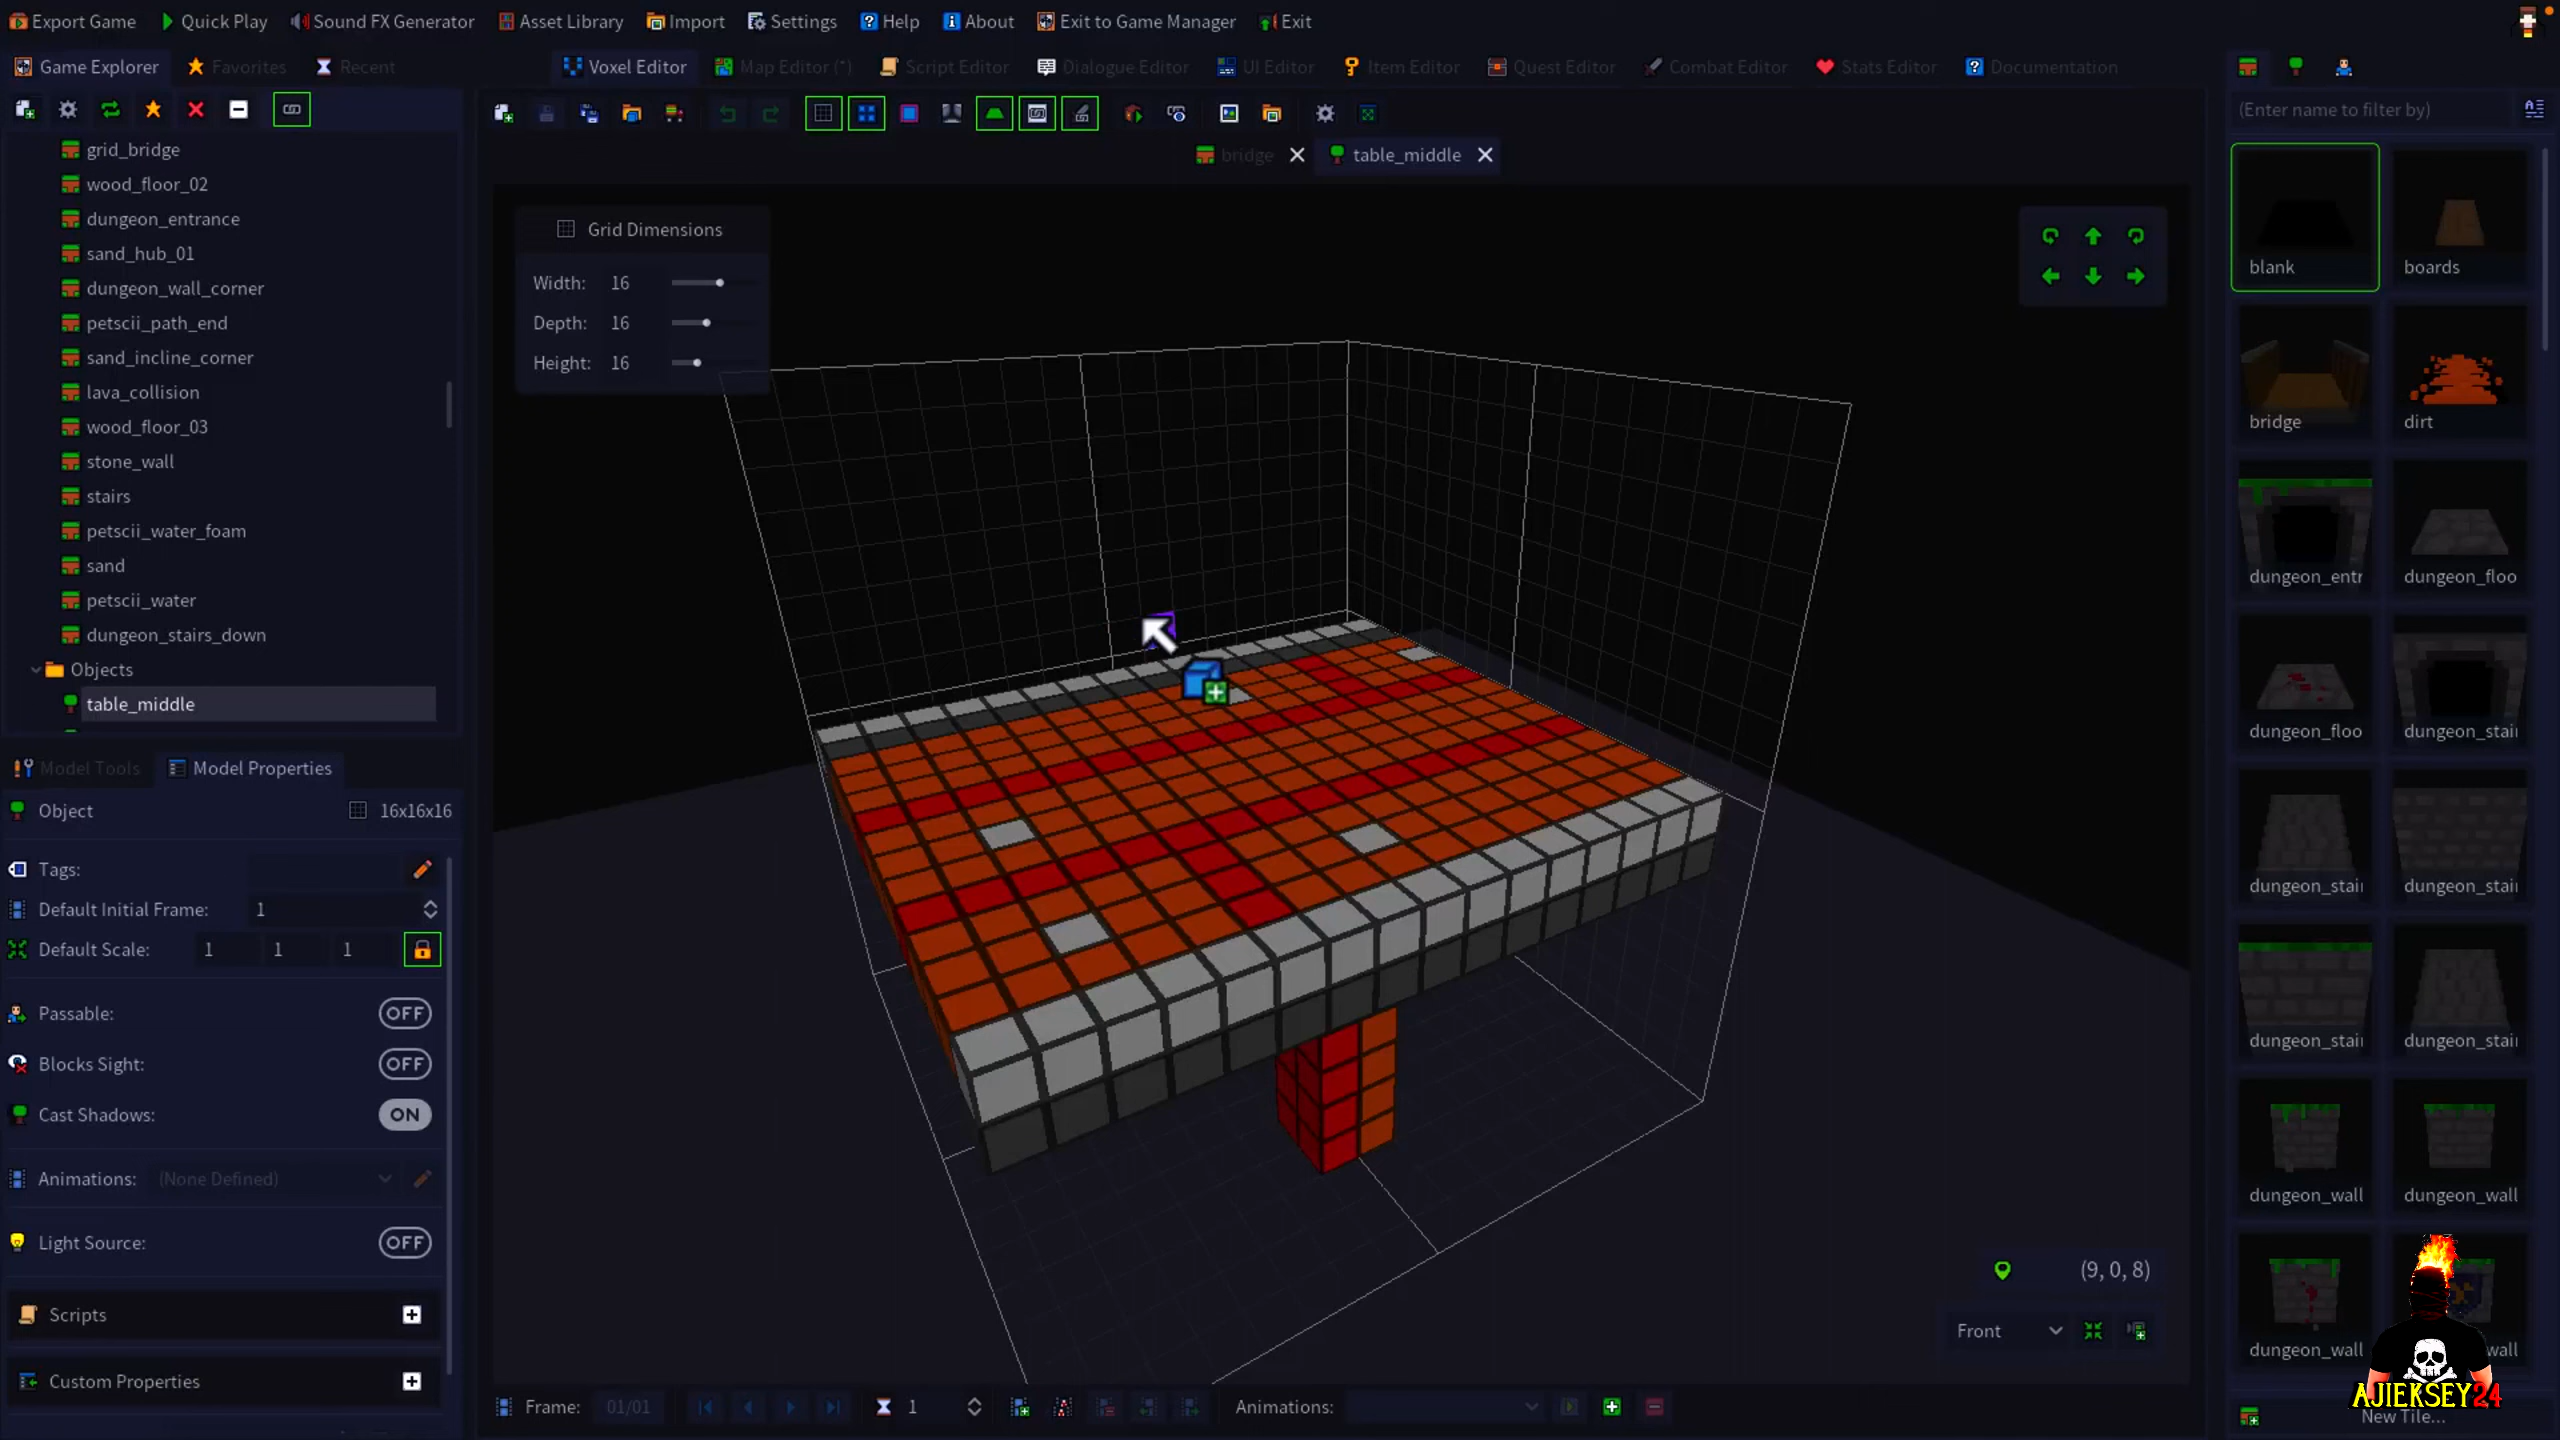 Export Game Quick Play Sound FX Generator Asset Library Import Settings Help About Exit to Game Manager Exit
Game Explorer Favorites Recent
Voxel Editor Map Editor (*) Script Editor Dialogue Editor UI Editor Item Editor Quest Editor Combat Editor Stats Editor Documentation
(Enter name to filter by)
bridge table_middle
grid_bridge
wood_floor_02
dungeon_entrance
sand_hub_01
dungeon_wall_corner
petscii_path_end
sand_incline_corner
lava_collision
wood_floor_03
stone_wall
stairs
petscii_water_foam
sand
petscii_water
dungeon_stairs_down
Objects
table_middle
Model Tools Model Properties
Object 16x16x16
Tags:
Default Initial Frame: 1
Default Scale: 1 1 1
Passable: OFF
Blocks Sight: OFF
Cast Shadows: ON
Animations: (None Defined)
Light Source: OFF
Scripts
Custom Properties
Grid Dimensions
Width: 16
Depth: 16
Height: 16
(9, 0, 8)
Front
Frame: 01/01 1 Animations:
blank boards
bridge dirt
dungeon_entr dungeon_floo
dungeon_floo dungeon_stai
dungeon_stai dungeon_stai
dungeon_stai dungeon_stai
dungeon_wall dungeon_wall
dungeon_wall wall
AJIEKSEY24
New Tile...